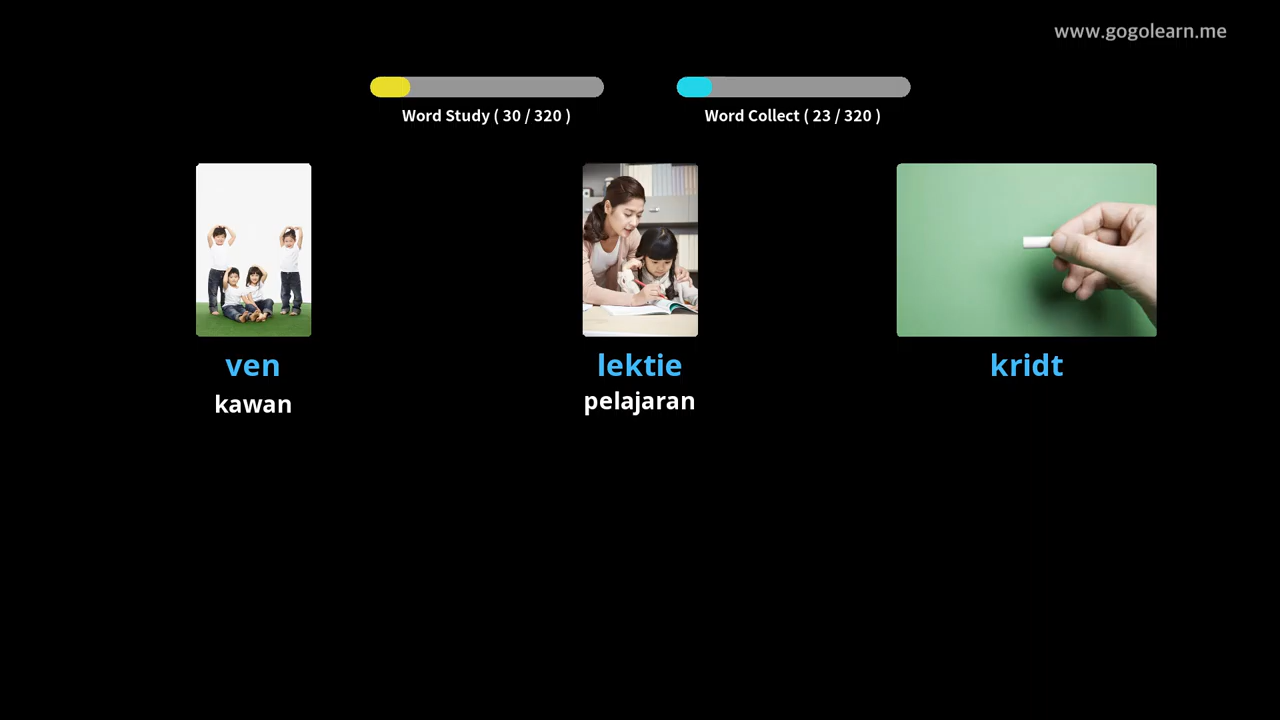 www.gogolearn.me
Word Study ( 30 / 320 )
Word Collect ( 23 / 320 )
ven
lektie
kridt
kawan
pelajaran